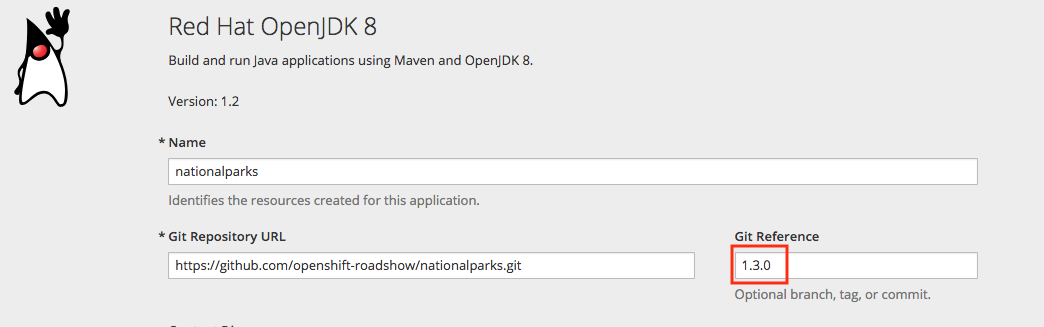 Red Hat OpenJDK 8
Build and run Java applications using Maven and OpenJDK 8.
Version: 1.2
* Name
nationalparks
Identifies the resources created for this application.
* Git Repository URL
Git Reference
https://github.com/openshift-roadshow/nationalparks.git
1.3.0
Optional branch, tag, or commit.